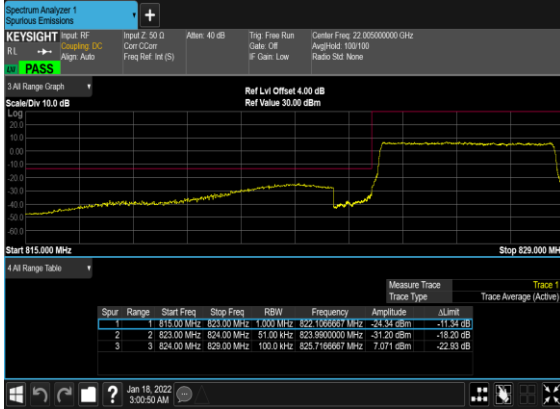 Spectrum Analyzer 1
Spurious Emissions
+
KEYSIGHT Input: RF Input Z: 50 Ω Atten: 40 dB Trig: Free Run Center Freq: 22.005000000 GHz
RL Coupling: DC Corr CCorr Gate: Off Avg|Hold: 100/100
Align: Auto Freq Ref: Int (S) IF Gain: Low Radio Std: None
PASS
3 All Range Graph Ref Lvl Offset 4.00 dB
Scale/Div 10.0 dB Ref Value 30.00 dBm
Log
20.0
10.0
0.00
-10.0
-20.0
-30.0
-40.0
-50.0
-60.0
Start 815.000 MHz Stop 829.000 MH
4 All Range Table
Measure Trace Trace 1
Trace Type Trace Average (Active)
Spur Range Start Freq Stop Freq RBW Frequency Amplitude ΔLimit
1 1 815.00 MHz 823.00 MHz 1.000 MHz 822.1066667 MHz -24.34 dBm -11.34 dB
2 2 823.00 MHz 824.00 MHz 51.00 kHz 823.9900000 MHz -31.20 dBm -18.20 dB
3 3 824.00 MHz 829.00 MHz 100.0 kHz 825.7166667 MHz 7.071 dBm -22.93 dB
? Jan 18, 2022
3:00:50 AM